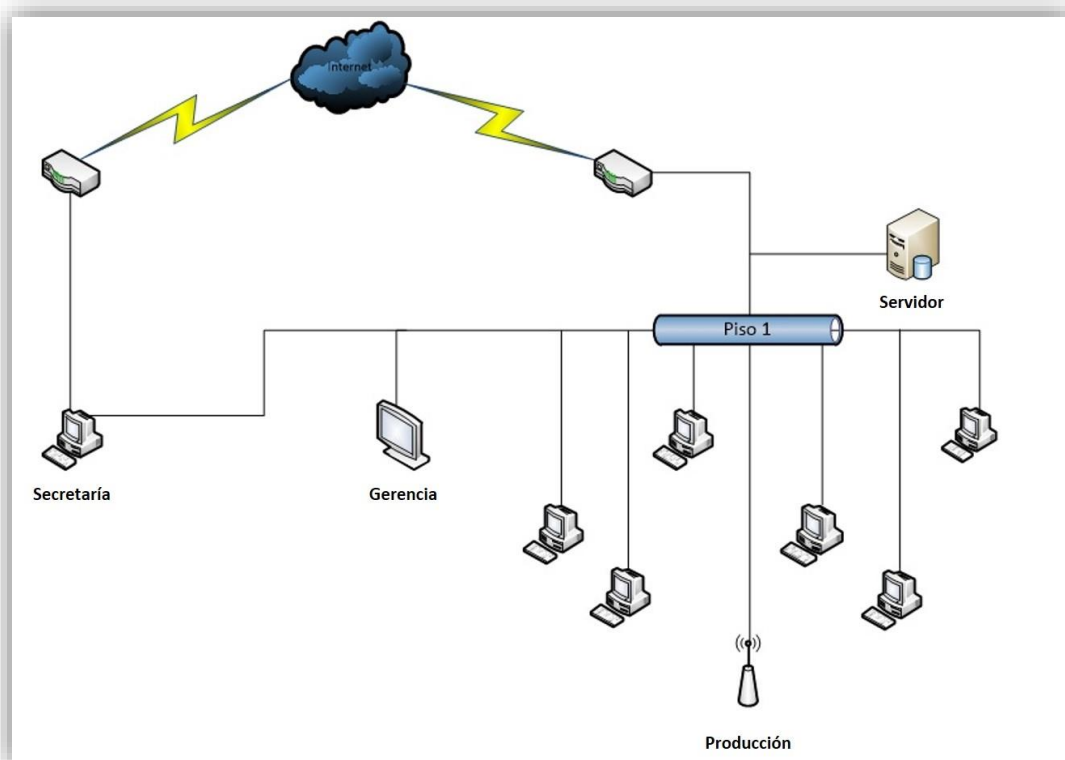 Internet
Servidor
Piso 1
Secretaría
Gerencia
Producción